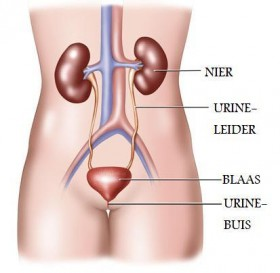 NIER
URINE-
LEIDER
BLAAS
URINE-
BUIS